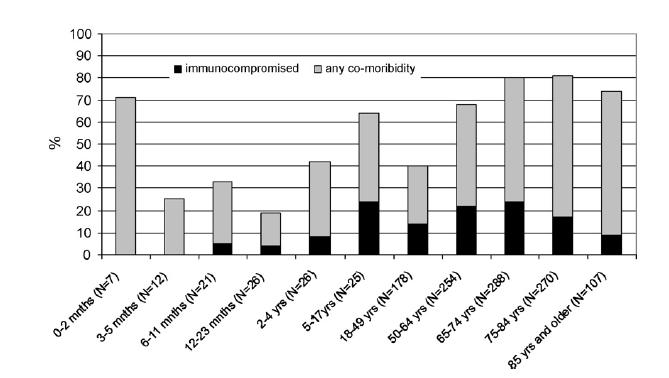 100
90
80
70
60
50
40
30
20
10
0
%
immunocompromised any co-moribidity
0-2 mnths (N=7)
3-5 mnths (N=12)
6-11 mnths (N=21)
12-23 mnths (N=26)
2-4 yrs (N=26)
5-17yrs (N=25)
18-49 yrs (N=178)
50-64 yrs (N=254)
65-74 yrs (N=288)
75-84 yrs (N=270)
85 yrs and older (N=107)